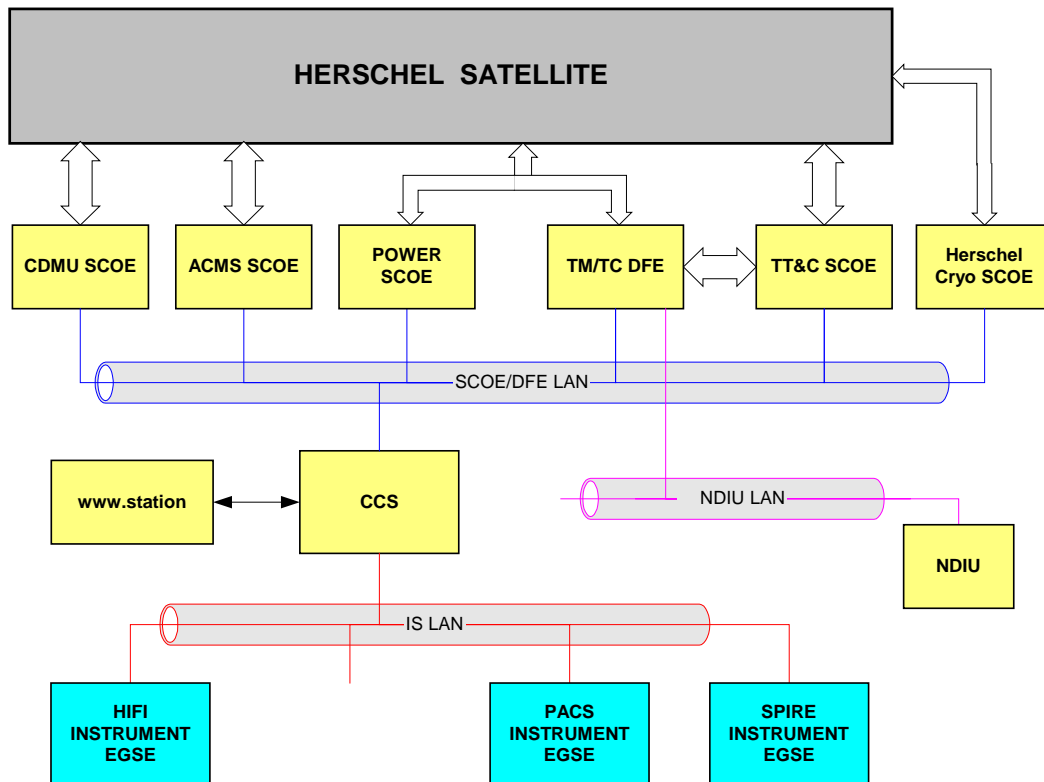 HERSCHEL SATELLITE
CDMU SCOE
ACMS SCOE
POWER
SCOE
TM/TC DFE
TT&C SCOE
Herschel
Cryo SCOE
SCOE/DFE LAN
www.station
CCS
NDIU LAN
NDIU
IS LAN
HIFI
INSTRUMENT
EGSE
PACS
INSTRUMENT
EGSE
SPIRE
INSTRUMENT
EGSE